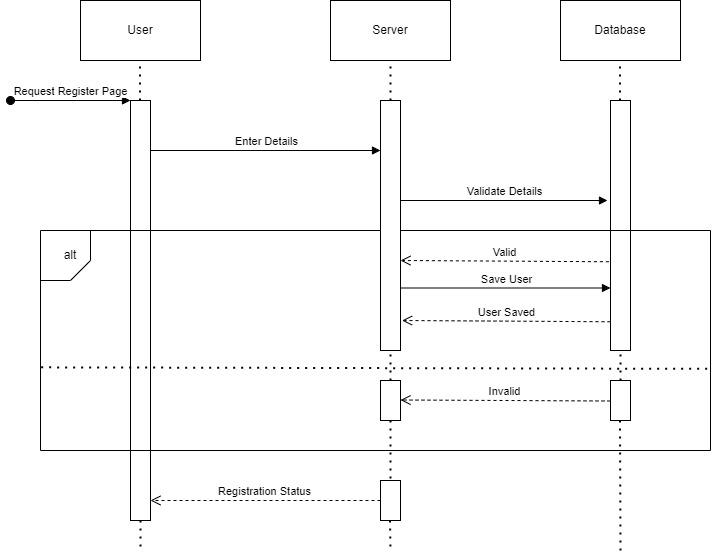 User
Server
Database
Request Register Page
Enter Details
Validate Details
alt
Valid
Save User
User Saved
Invalid
Registration Status